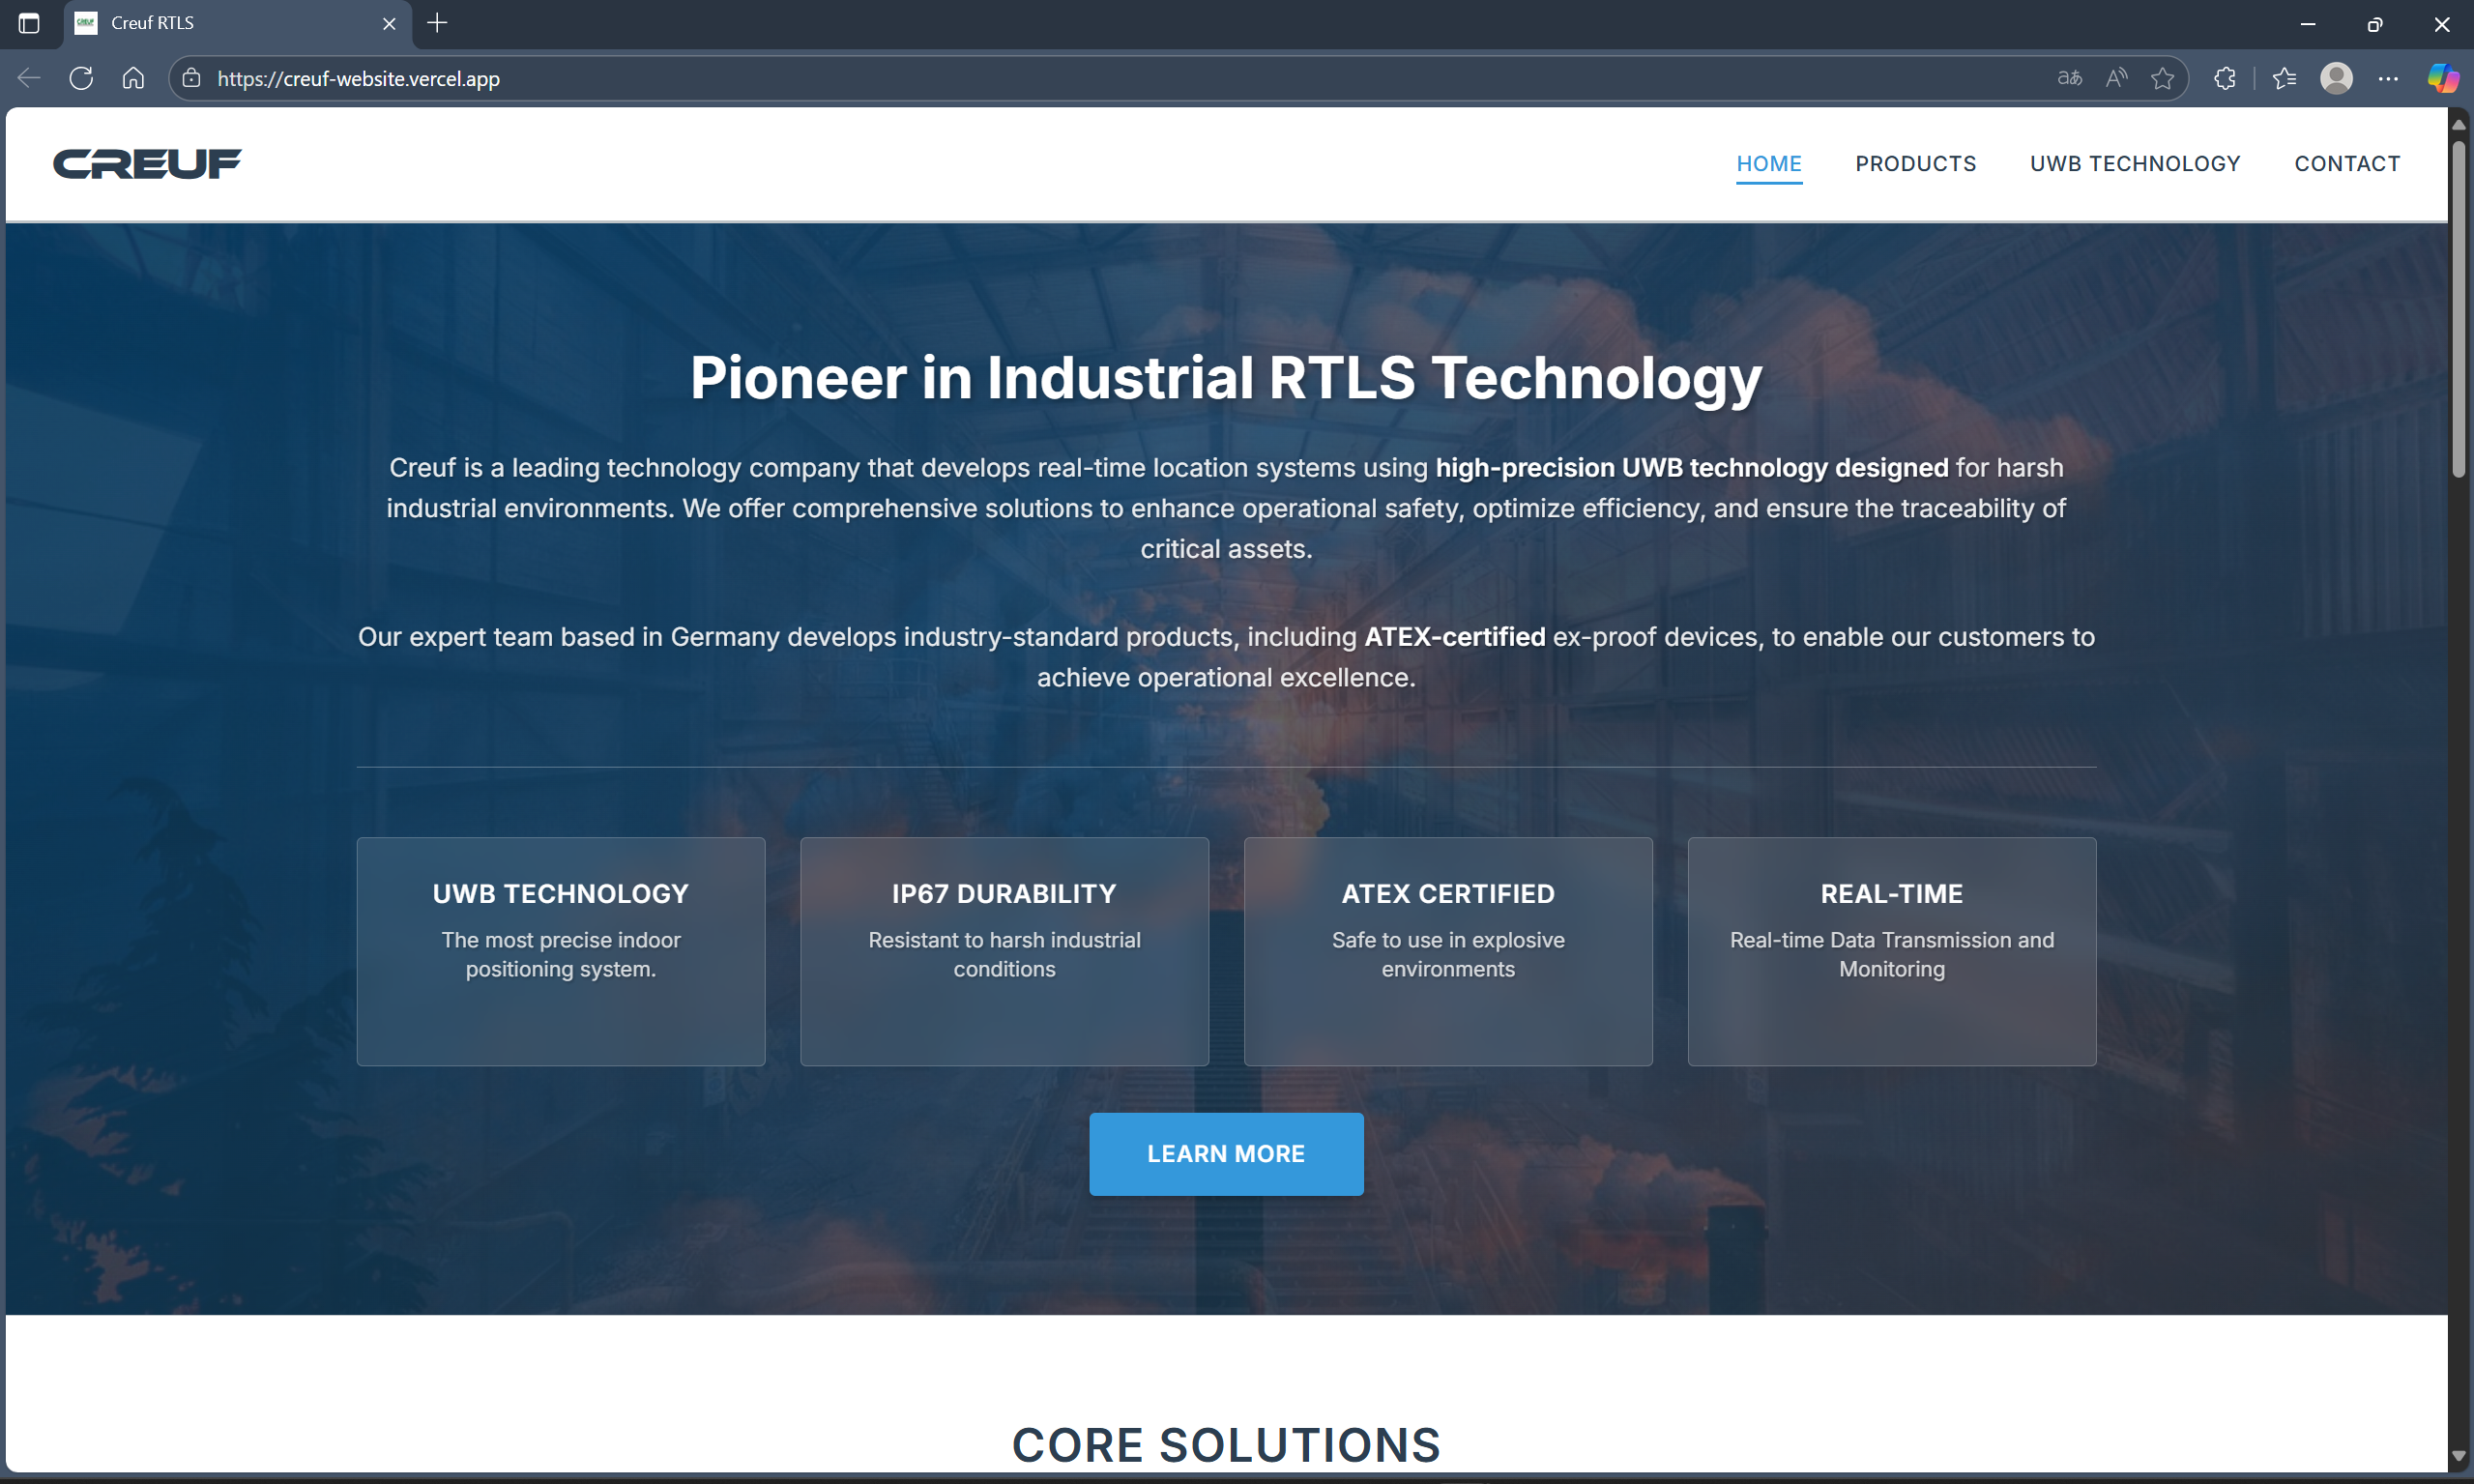 Creuf RTLS
https://creuf-website.vercel.app
CREUF
HOME
PRODUCTS
UWB TECHNOLOGY
CONTACT
Pioneer in Industrial RTLS Technology
Creuf is a leading technology company that develops real-time location systems using high-precision UWB technology designed for harsh
industrial environments. We offer comprehensive solutions to enhance operational safety, optimize efficiency, and ensure the traceability of
critical assets.
Our expert team based in Germany develops industry-standard products, including ATEX-certified ex-proof devices, to enable our customers to
achieve operational excellence.
UWB TECHNOLOGY
The most precise indoor
positioning system.
IP67 DURABILITY
Resistant to harsh industrial
conditions
ATEX CERTIFIED
Safe to use in explosive
environments
REAL-TIME
Real-time Data Transmission and
Monitoring
LEARN MORE
CORE SOLUTIONS